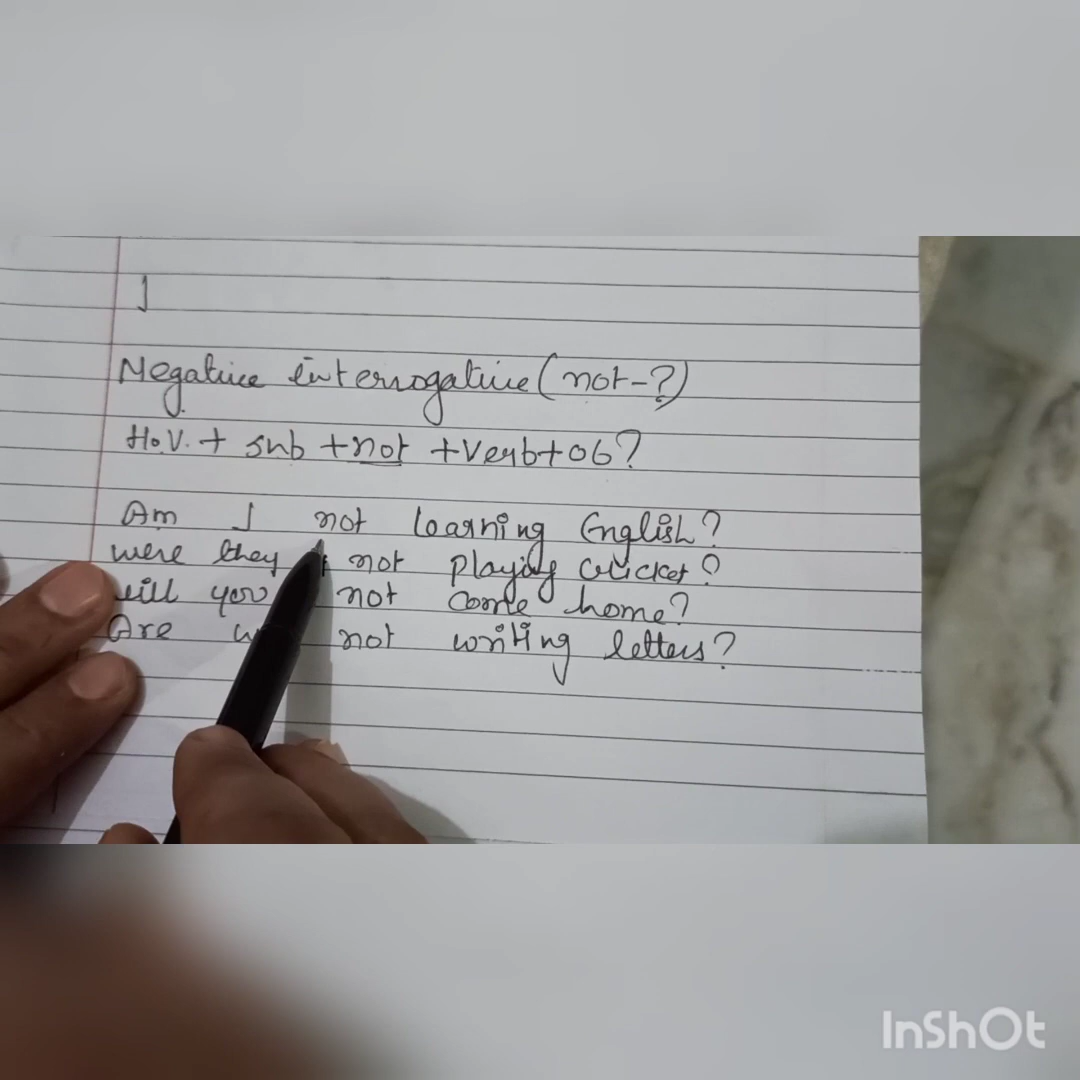 I
Negative interrogative (not-?)
H.V. + sub + not + verb + ob?
Am I not learning English?
were they not playing cricket?
will you not come home?
Are not writing letters?
InShOt